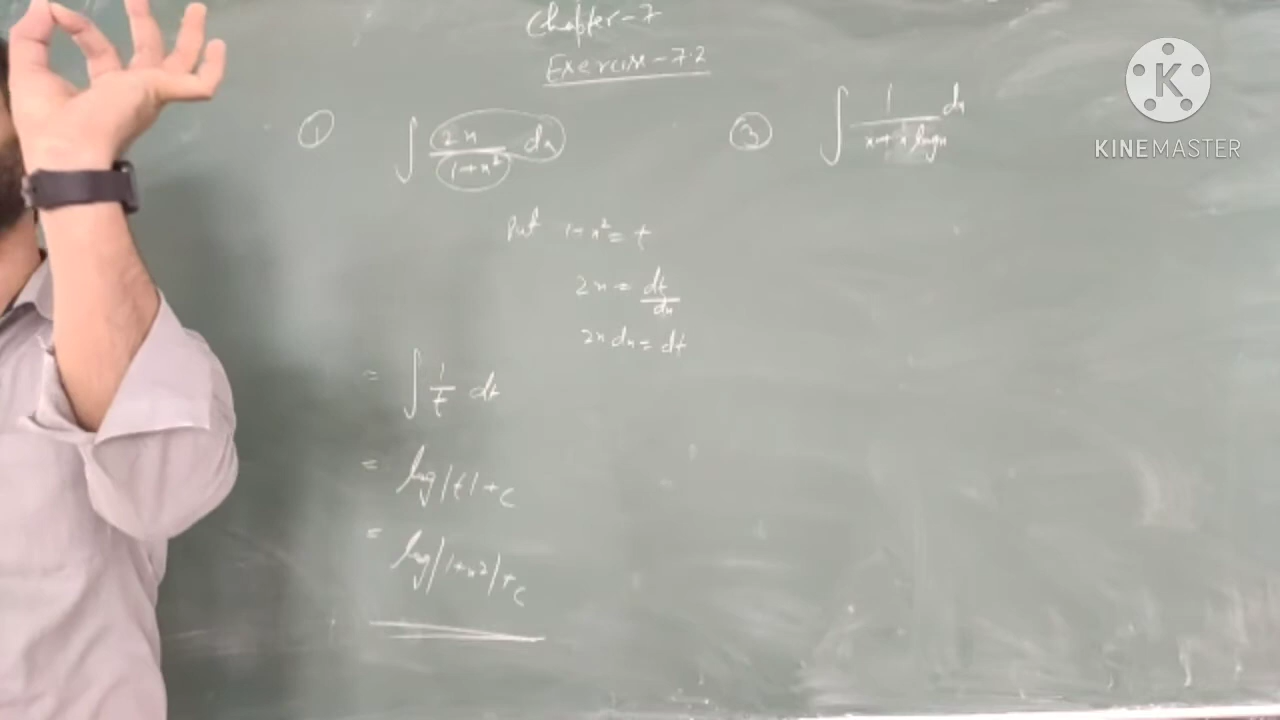 Chapter-7
Exercise-7.2
① ∫ 2x/(1+x²) dx
Put 1+x² = t
2x = dt/dx
2x dx = dt
= ∫ 1/t dt
= log|t|+c
= log|1+x²|+c
③ ∫ 1/(x+x log x) dx
K
KINEMASTER